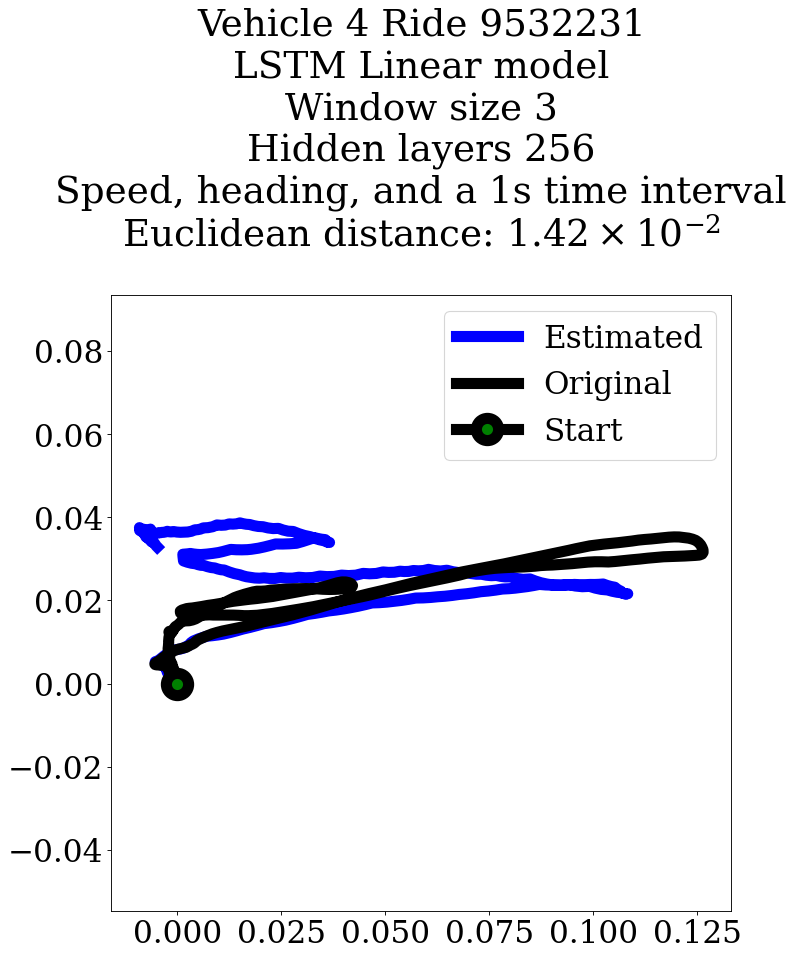 Vehicle 4 Ride 9532231
LSTM Linear model
Window size 3
Hidden layers 256
Speed, heading, and a 1s time interval
Euclidean distance: 1.42 × 10⁻²
Estimated
Original
Start
0.08
0.06
0.04
0.02
0.00
−0.02
−0.04
0.000 0.025 0.050 0.075 0.100 0.125